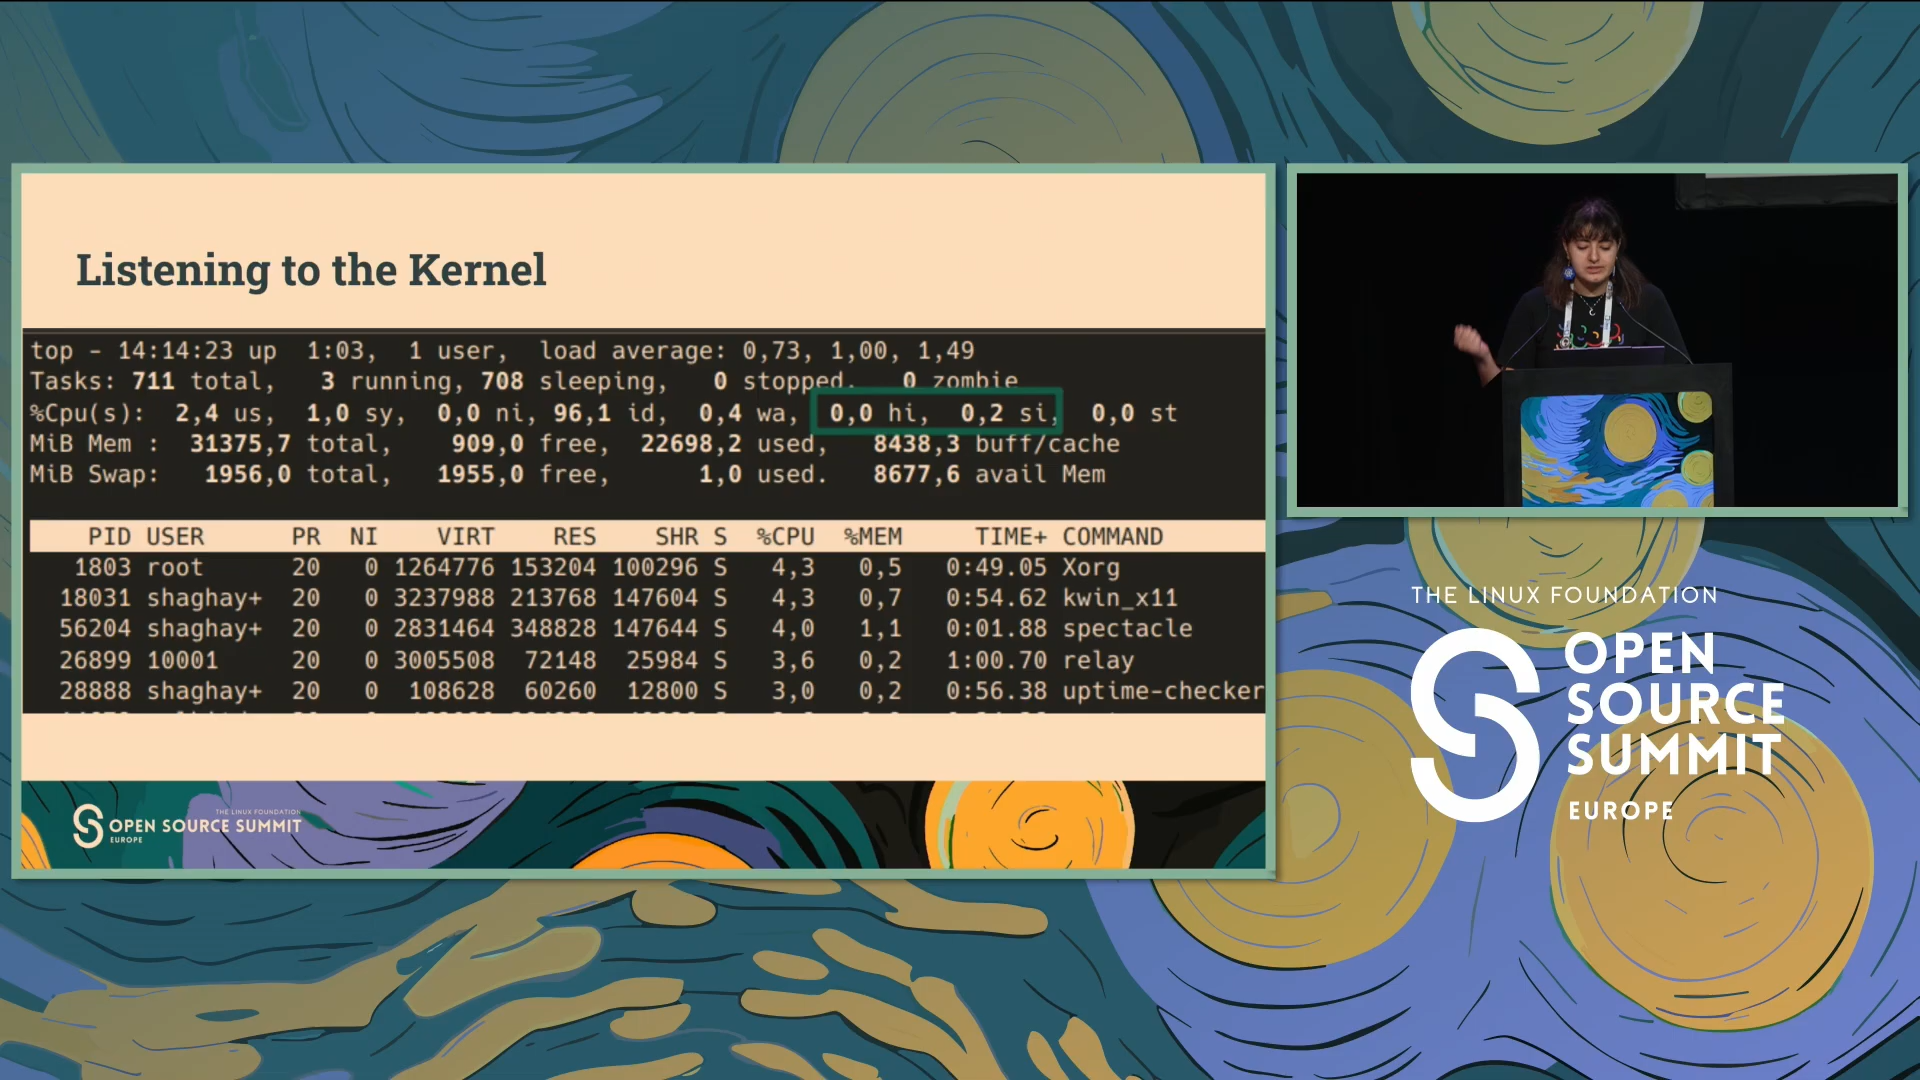 Listening to the Kernel
top - 14:14:23 up  1:03,  1 user,  load average: 0,73, 1,00, 1,49
Tasks: 711 total,   3 running, 708 sleeping,   0 stopped,   0 zombie
%Cpu(s):  2,4 us,  1,0 sy,  0,0 ni, 96,1 id,  0,4 wa,  0,0 hi,  0,2 si,  0,0 st
MiB Mem :  31375,7 total,    909,0 free,  22698,2 used,   8438,3 buff/cache
MiB Swap:   1956,0 total,   1955,0 free,      1,0 used.   8677,6 avail Mem
PID USER      PR  NI    VIRT    RES    SHR S  %CPU  %MEM     TIME+ COMMAND
1803 root      20   0 1264776 153204 100296 S   4,3   0,5   0:49.05 Xorg
18031 shaghay+  20   0 3237988 213768 147604 S   4,3   0,7   0:54.62 kwin_x11
56204 shaghay+  20   0 2831464 348828 147644 S   4,0   1,1   0:01.88 spectacle
26899 10001     20   0 3005508  72148  25984 S   3,6   0,2   1:00.70 relay
28888 shaghay+  20   0  108628  60260  12800 S   3,0   0,2   0:56.38 uptime-checker
THE LINUX FOUNDATION
OPEN SOURCE SUMMIT
EUROPE
THE LINUX FOUNDATION
OPEN
SOURCE
SUMMIT
EUROPE